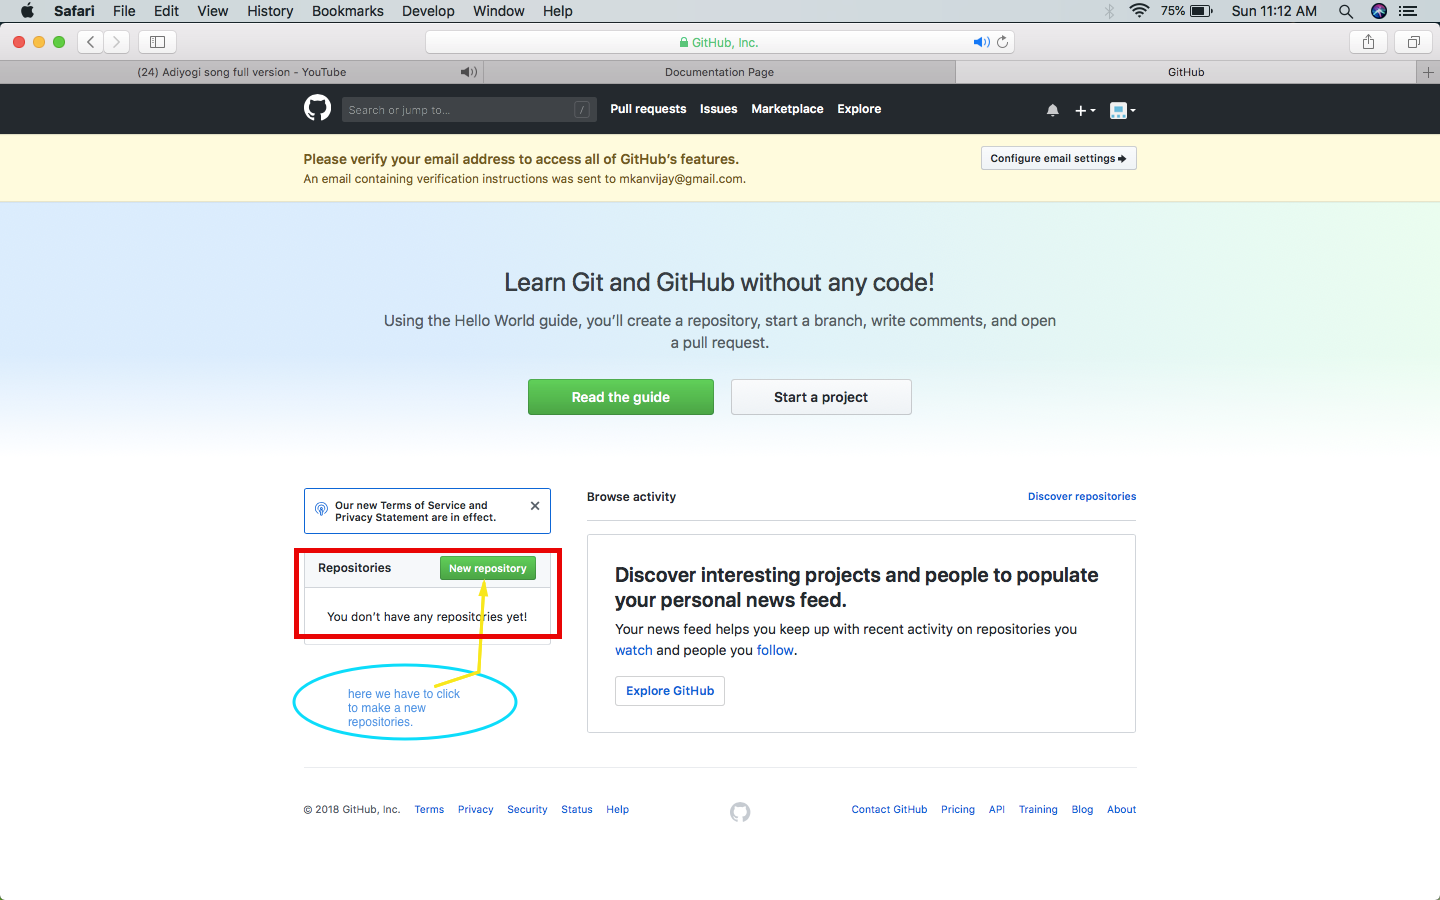 Safari File Edit View History Bookmarks Develop Window Help 75% Sun 11:12 AM
GitHub, Inc.
(24) Adiyogi song full version - YouTube
Documentation Page
GitHub
Search or jump to... /
Pull requests Issues Marketplace Explore
Please verify your email address to access all of GitHub's features.
An email containing verification instructions was sent to mkanvijay@gmail.com.
Configure email settings
Learn Git and GitHub without any code!
Using the Hello World guide, you'll create a repository, start a branch, write comments, and open
a pull request.
Read the guide
Start a project
Our new Terms of Service and
Privacy Statement are in effect.
Repositories
New repository
You don't have any repositories yet!
here we have to click
to make a new
repositories.
Browse activity
Discover repositories
Discover interesting projects and people to populate
your personal news feed.
Your news feed helps you keep up with recent activity on repositories you
watch and people you follow.
Explore GitHub
© 2018 GitHub, Inc. Terms Privacy Security Status Help
Contact GitHub Pricing API Training Blog About